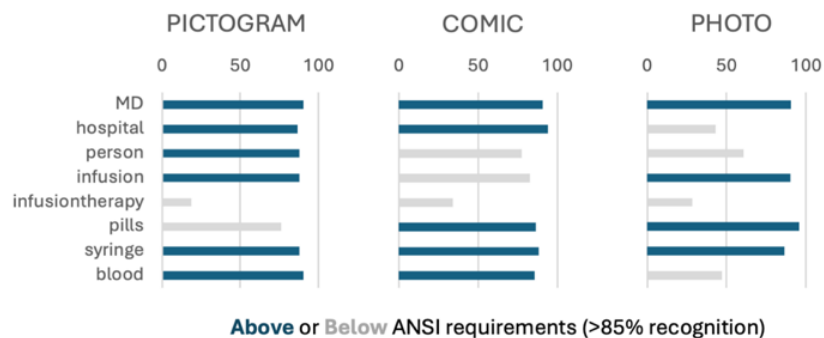 PICTOGRAM COMIC PHOTO
0 50 100 0 50 100 0 50 100
MD
hospital
person
infusion
infusiontherapy
pills
syringe
blood
Above or Below ANSI requirements (>85% recognition)